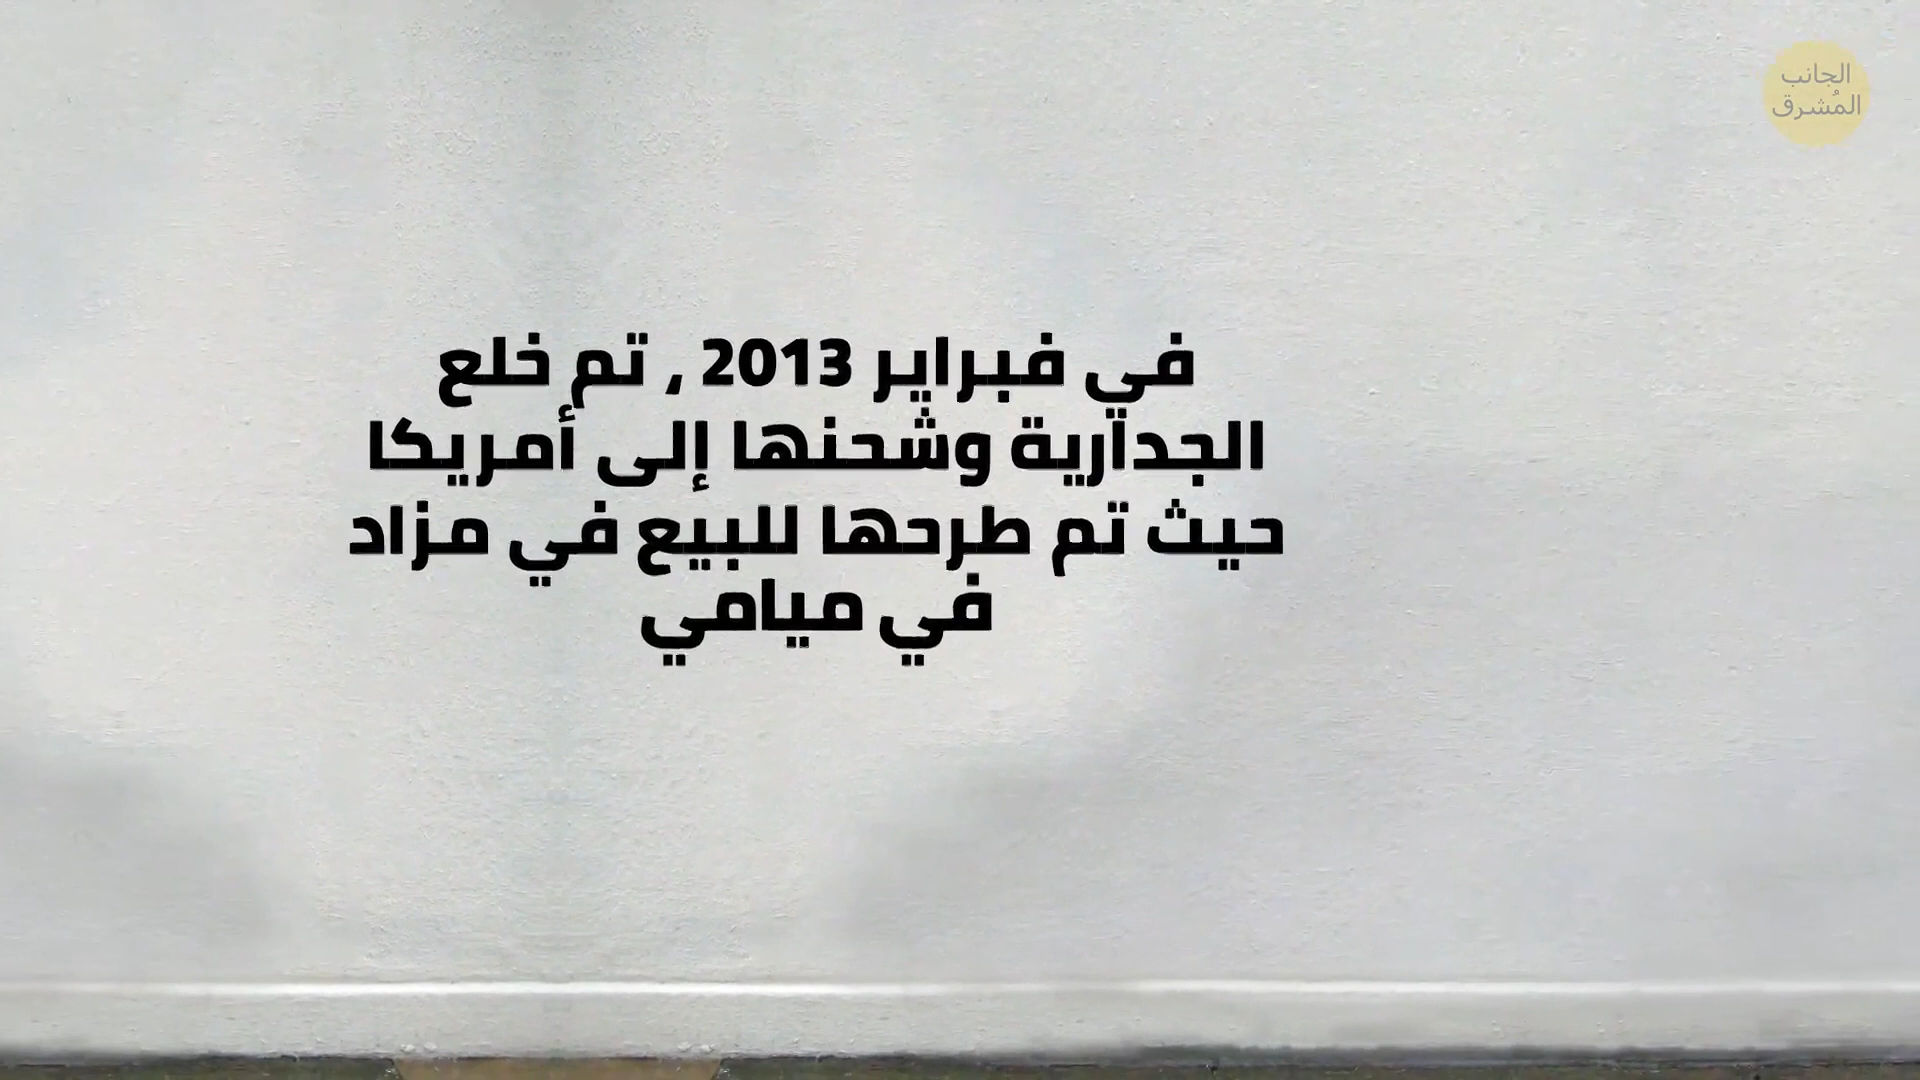 الجانب
المُشرق
في فبراير 2013 , تم خلع
الجدارية وشحنها إلى أمريكا
حيث تم طرحها للبيع في مزاد
في ميامي